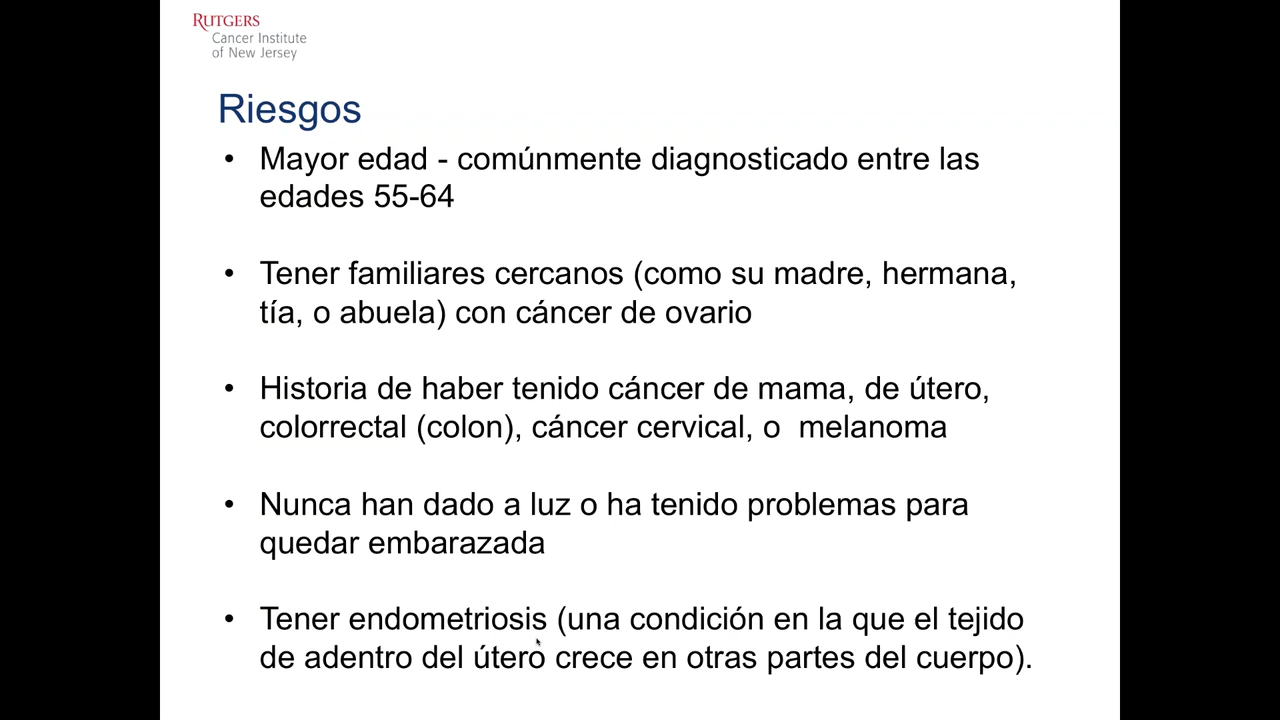 RUTGERS
Cancer Institute
of New Jersey
Riesgos
• Mayor edad - comúnmente diagnosticado entre las
edades 55-64
• Tener familiares cercanos (como su madre, hermana,
tía, o abuela) con cáncer de ovario
• Historia de haber tenido cáncer de mama, de útero,
colorrectal (colon), cáncer cervical, o  melanoma
• Nunca han dado a luz o ha tenido problemas para
quedar embarazada
• Tener endometriosis (una condición en la que el tejido
de adentro del útero crece en otras partes del cuerpo).